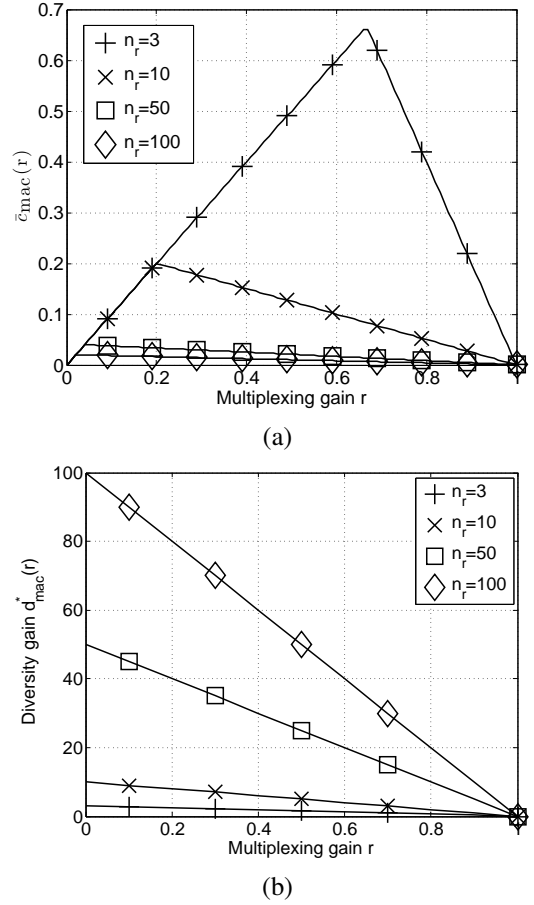 0.7
0.6
0.5
0.4
0.3
0.2
0.1
0
c̄mac(r)
n_r=3
n_r=10
n_r=50
n_r=100
0 0.2 0.4 0.6 0.8 1
Multiplexing gain r
(a)
100
80
60
40
20
0
Diversity gain d*mac(r)
n_r=3
n_r=10
n_r=50
n_r=100
0 0.2 0.4 0.6 0.8 1
Multiplexing gain r
(b)